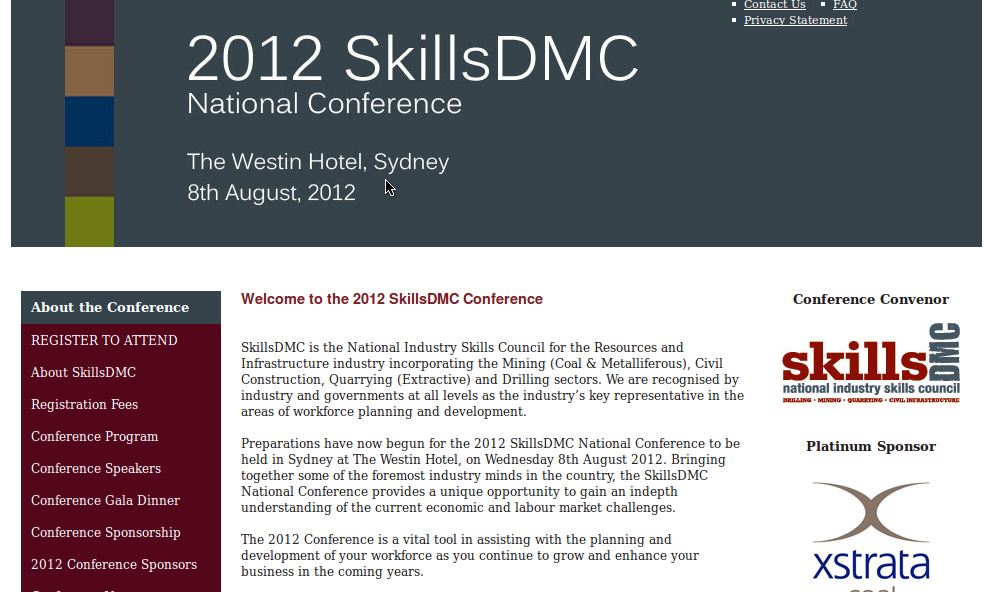 Contact Us
FAQ
Privacy Statement
2012 SkillsDMC
National Conference
The Westin Hotel, Sydney
8th August, 2012
About the Conference
REGISTER TO ATTEND
About SkillsDMC
Registration Fees
Conference Program
Conference Speakers
Conference Gala Dinner
Conference Sponsorship
2012 Conference Sponsors
Welcome to the 2012 SkillsDMC Conference
SkillsDMC is the National Industry Skills Council for the Resources and
Infrastructure industry incorporating the Mining (Coal & Metalliferous), Civil
Construction, Quarrying (Extractive) and Drilling sectors. We are recognised by
industry and governments at all levels as the industry's key representative in the
areas of workforce planning and development.
Preparations have now begun for the 2012 SkillsDMC National Conference to be
held in Sydney at The Westin Hotel, on Wednesday 8th August 2012. Bringing
together some of the foremost industry minds in the country, the SkillsDMC
National Conference provides a unique opportunity to gain an indepth
understanding of the current economic and labour market challenges.
The 2012 Conference is a vital tool in assisting with the planning and
development of your workforce as you continue to grow and enhance your
business in the coming years.
Conference Convenor
skills DMC
national industry skills council
DRILLING • MINING • QUARRYING • CIVIL INFRASTRUCTURE
Platinum Sponsor
xstrata